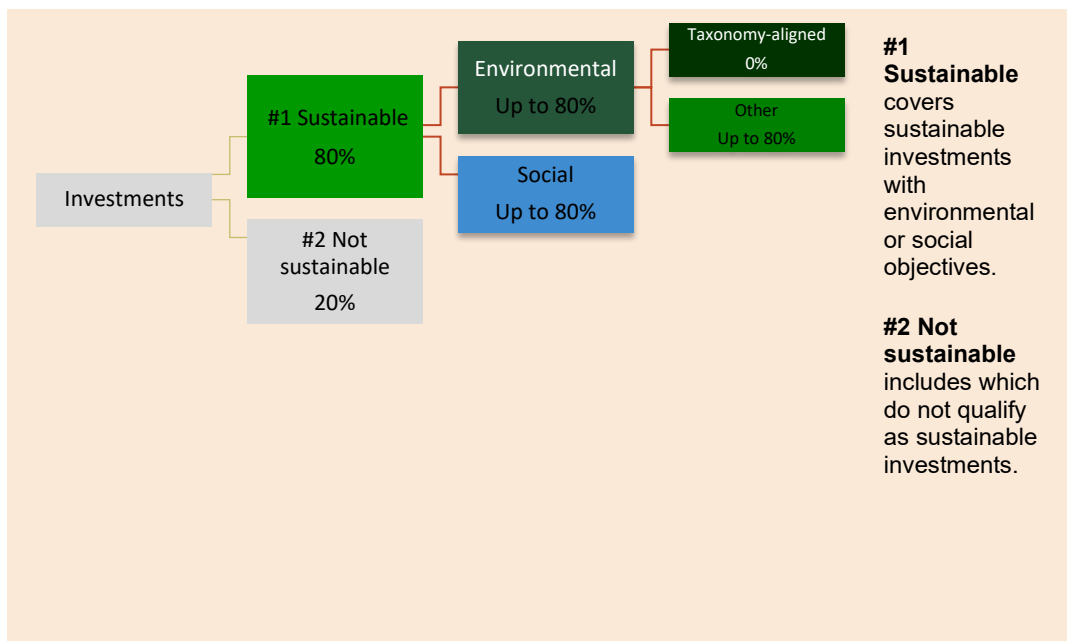 Investments
#1 Sustainable
80%
#2 Not
sustainable
20%
Environmental
Up to 80%
Social
Up to 80%
Taxonomy-aligned
0%
Other
Up to 80%
#1
Sustainable
covers
sustainable
investments
with
environmental
or social
objectives.
#2 Not
sustainable
includes which
do not qualify
as sustainable
investments.